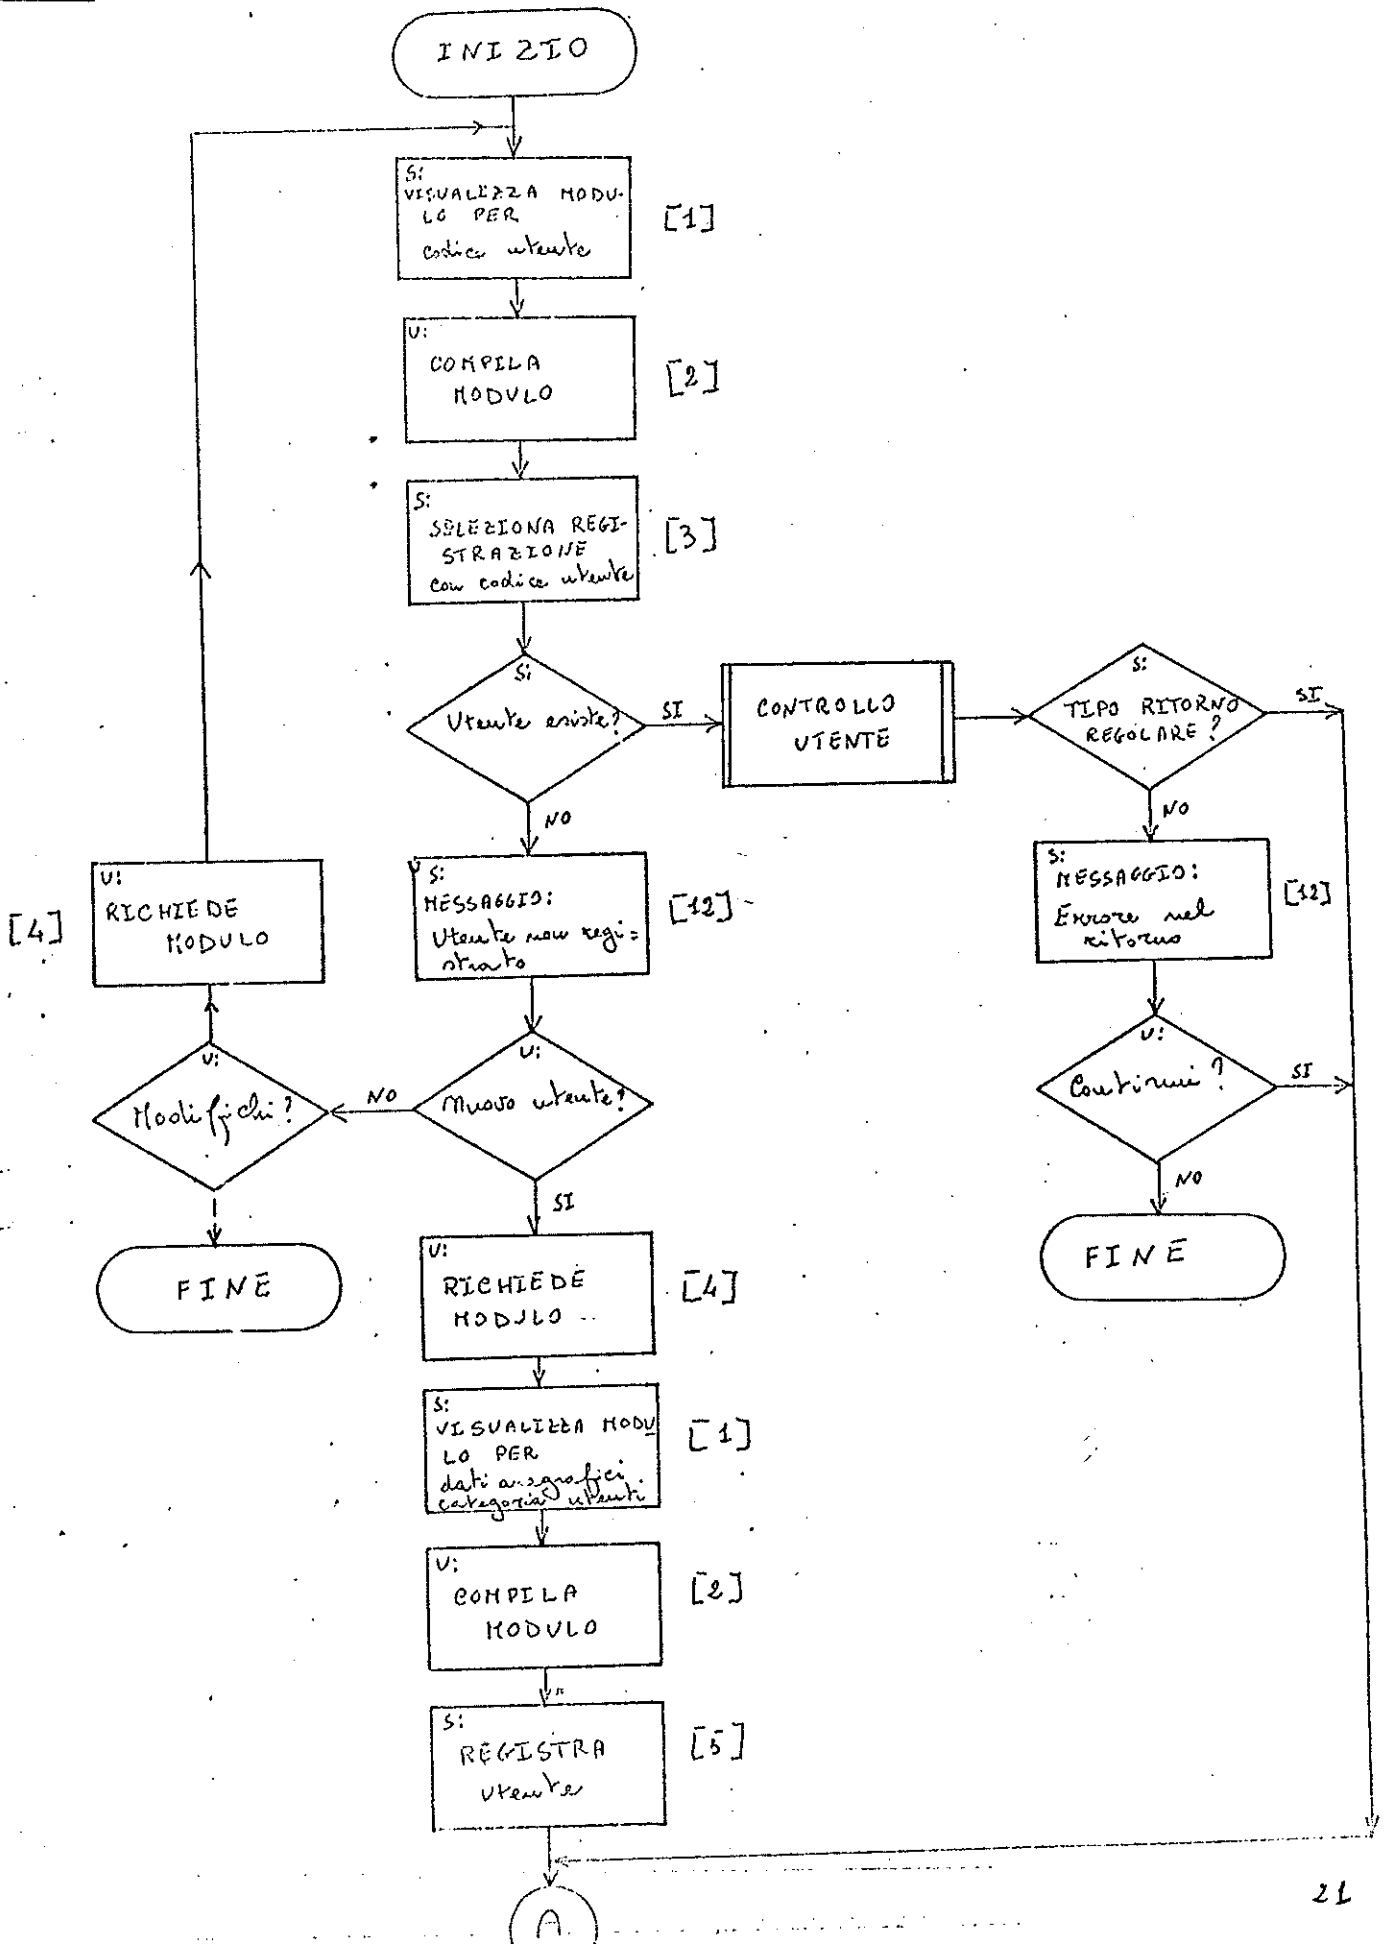 INIZIO
S:
VISUALIZZA MODU-
LO PER
codice utente
[1]
U:
COMPILA
MODULO
[2]
S:
SELEZIONA REGI-
STRAZIONE
con codice utente
[3]
S:
Utente esiste?
SI
CONTROLLO
UTENTE
S:
TIPO RITORNO
REGOLARE?
SI
NO
NO
U:
RICHIEDE
MODULO
[4]
S:
MESSAGGIO:
Utente non regi=
strato
[12]
S:
MESSAGGIO:
Errore nel
ritorno
[12]
U:
Modifichi?
NO
U:
Nuovo utente?
U:
Continui?
SI
SI
NO
FINE
U:
RICHIEDE
MODULO
[4]
FINE
S:
VISUALIZZA MODU
LO PER
dati anagrafici
categoria utenti
[1]
U:
COMPILA
MODULO
[2]
S:
REGISTRA
utente
[5]
A
21